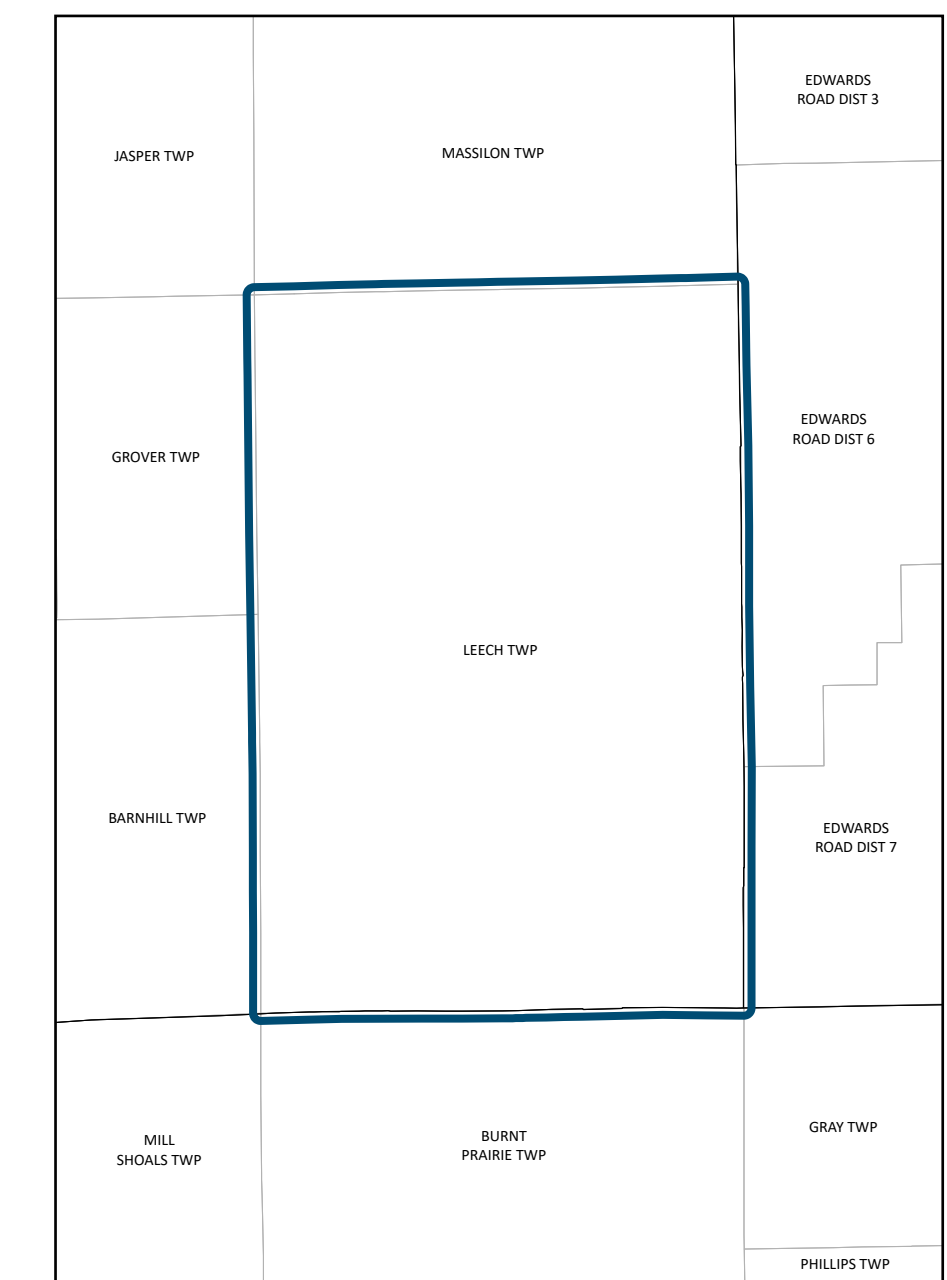 EDWARDS
ROAD DIST 3
JASPER TWP
MASSILON TWP
EDWARDS
ROAD DIST 6
GROVER TWP
LEECH TWP
BARNHILL TWP
EDWARDS
ROAD DIST 7
MILL
SHOALS TWP
BURNT
PRAIRIE TWP
GRAY TWP
PHILLIPS TWP